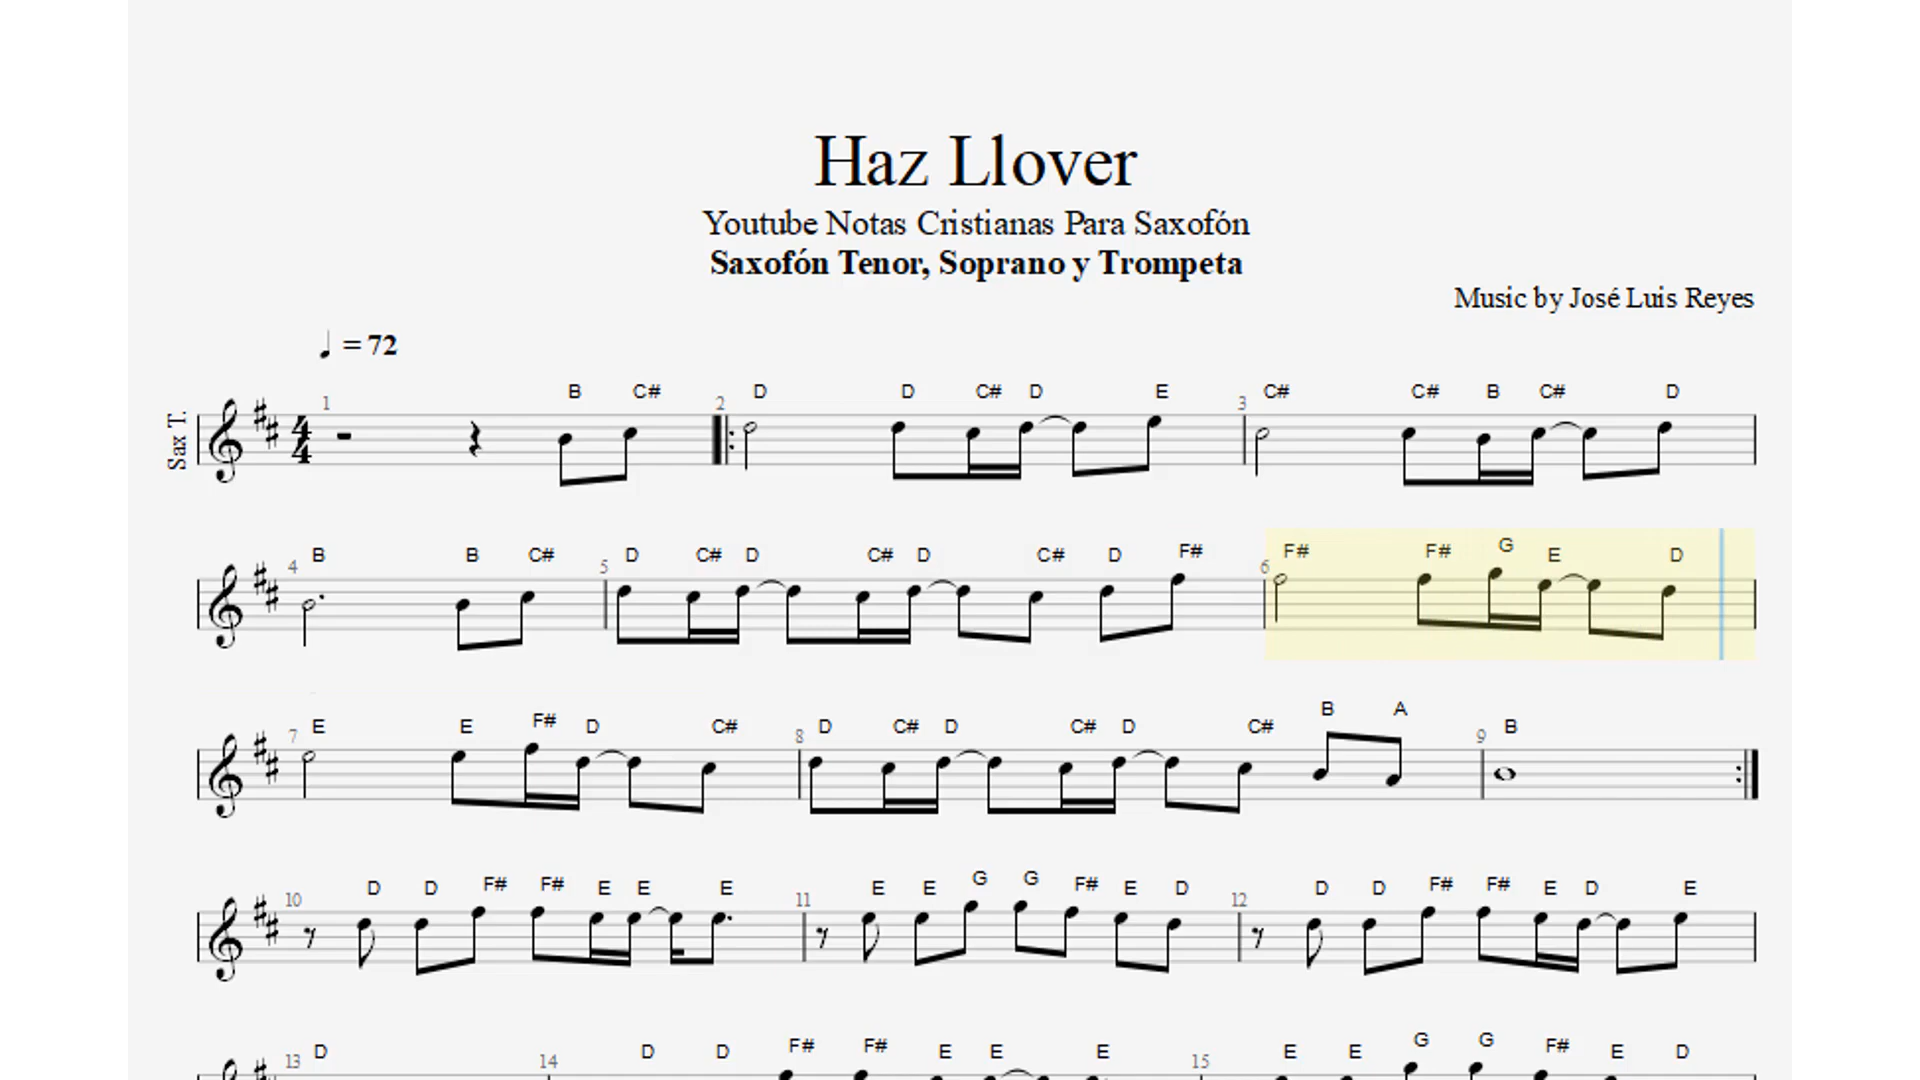 Haz Llover
Youtube Notas Cristianas Para Saxofón
Saxofón Tenor, Soprano y Trompeta
Music by José Luis Reyes
♩ = 72
Sax T.
1 B C# 2 D D C# D E 3 C# C# B C# D
4 B B C# 5 D C# D C# D C# D F# 6 F# F# G E D
7 E E F# D C# 8 D C# D C# D C# B A 9 B
10 D D F# F# E E E 11 E E G G F# E D 12 D D F# F# E D E
13 D 14 D D F# F# E E E 15 E E G G F# E D